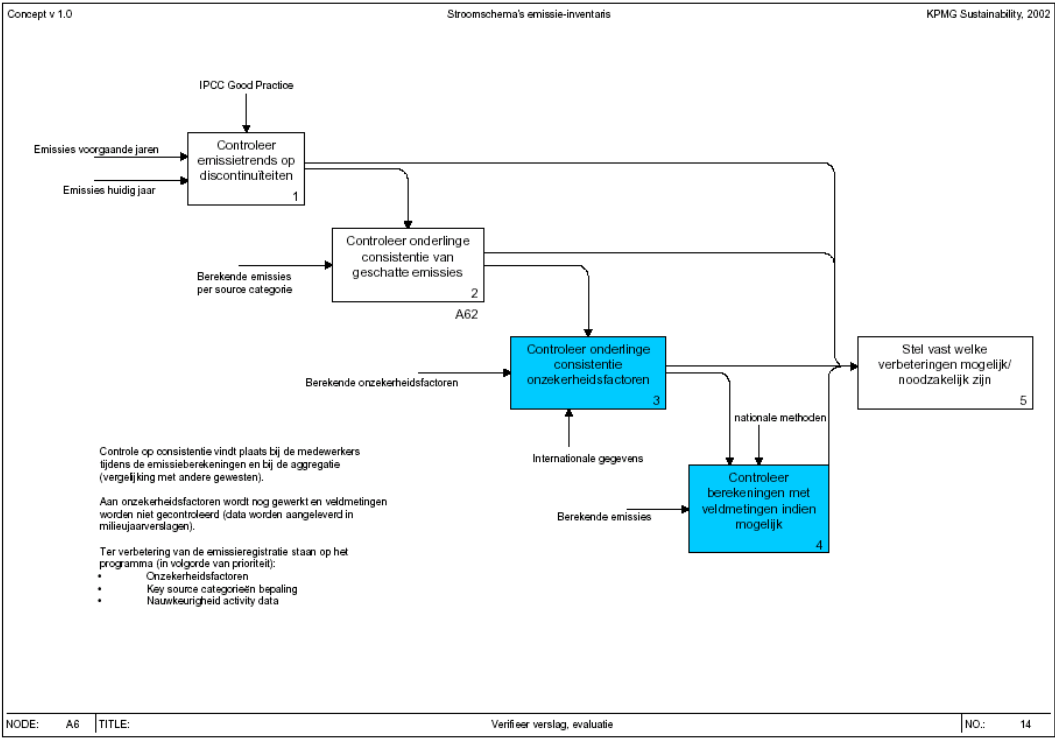 Concept v 1.0
Stroomschema's emissie-inventaris
KPMG Sustainability, 2002
IPCC Good Practice
Emissies voorgaande jaren
Emissies huidig jaar
Controleer
emissietrends op
discontinuïteiten
1
Controleer onderlinge
consistentie van
geschatte emissies
2
A62
Berekende emissies
per source categorie
Controleer onderlinge
consistentie
onzekerheidsfactoren
3
Berekende onzekerheidsfactoren
Internationale gegevens
Stel vast welke
verbeteringen mogelijk/
noodzakelijk zijn
5
nationale methoden
Controleer
berekeningen met
veldmetingen indien
mogelijk
4
Berekende emissies
Controle op consistentie vindt plaats bij de medewerkers
tijdens de emissieberekeningen en bij de aggregatie
(vergelijking met andere gewesten).
Aan onzekerheidsfactoren wordt nog gewerkt en veldmetingen
worden niet gecontroleerd (data worden aangeleverd in
milieujaarverslagen).
Ter verbetering van de emissieregistratie staan op het
programma (in volgorde van prioriteit):
• Onzekerheidsfactoren
• Key source categorieën bepaling
• Nauwkeurigheid activity data
NODE: A6
TITLE: Verifieer verslag, evaluatie
NO.: 14